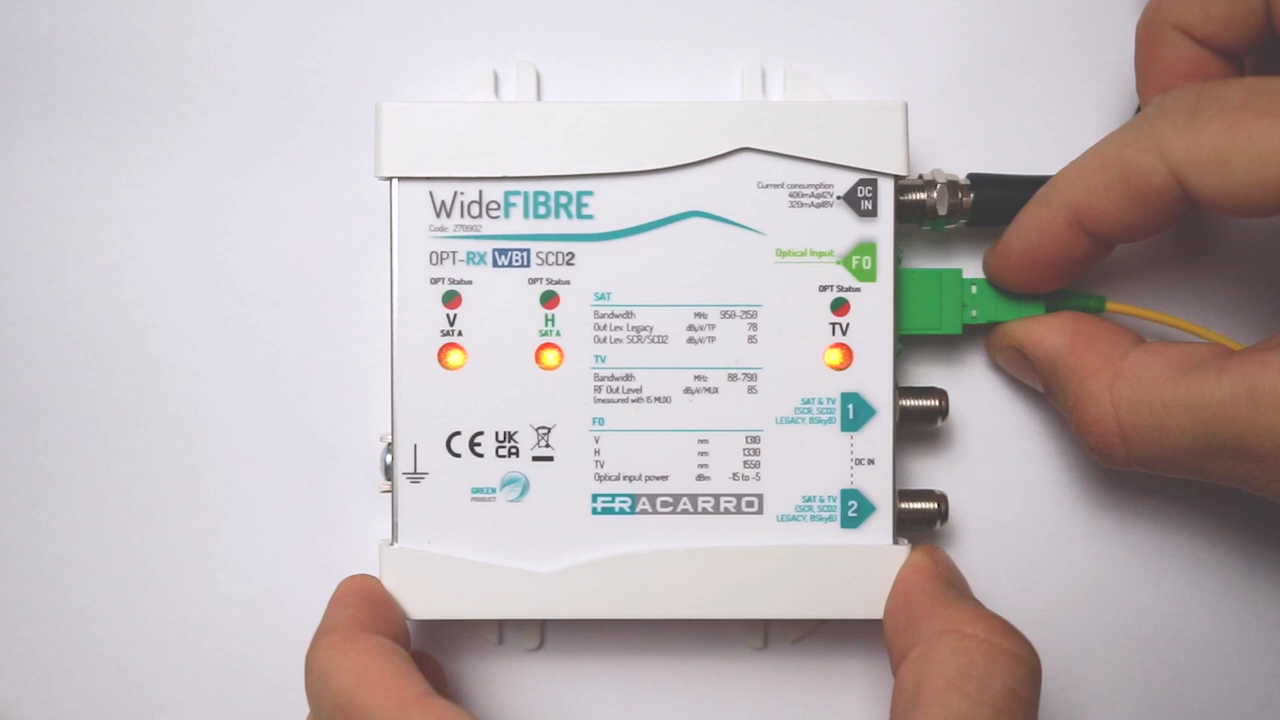 WideFIBRE
Code: 270902
OPT-RX WB1 SCD2
Current consumption
400mA@12V
320mA@18V
DC IN
Optical Input
FO
OPT Status
V
SAT A
OPT Status
H
SAT A
OPT Status
TV
SAT
Bandwidth MHz 950-2150
Out Lev. Legacy dBµV/TP 78
Out Lev. SCR/SCD2 dBµV/TP 85
TV
Bandwidth MHz 88-790
RF Out Level dBµV/MUX 85
(measured with 15 MUX)
FO
V nm 1310
H nm 1330
TV nm 1550
Optical input power dBm -15 to -5
FRACARRO
SAT & TV
(SCR, SCD2
LEGACY, BSkyB)
1
DC IN
SAT & TV
(SCR, SCD2
LEGACY, BSkyB)
2
CE
UK
CA
GREEN
PRODUCT